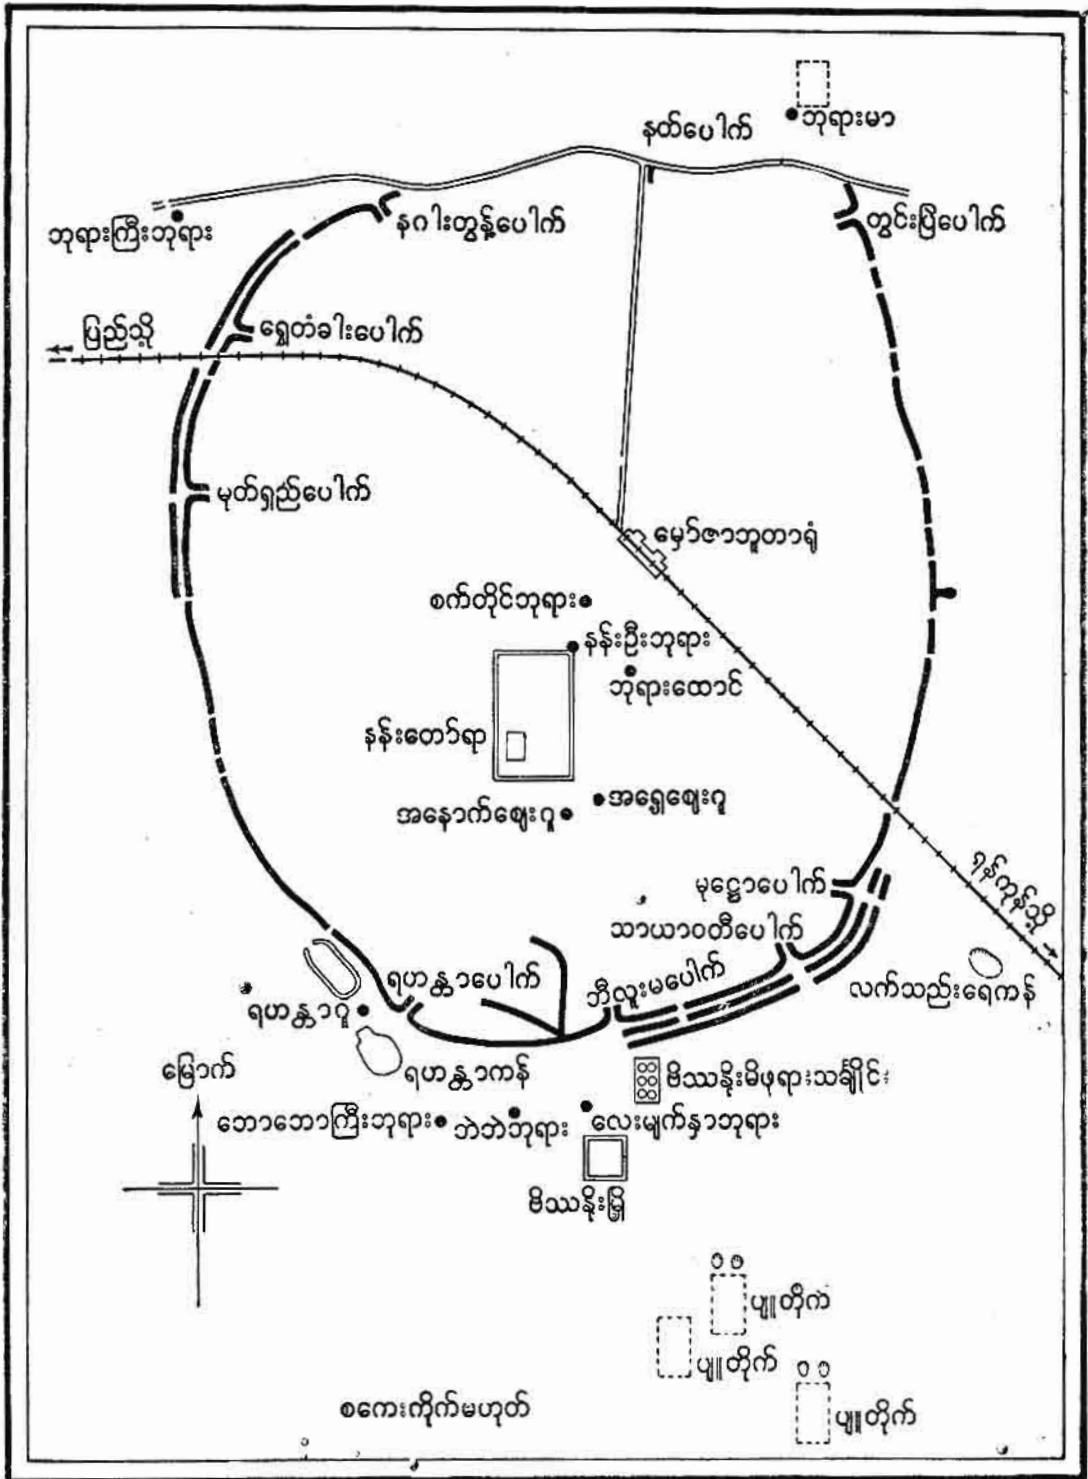 ဘုရားမာ
နတ်ပေါက်
ဘုရားကြီးဘုရား
နဂါးတွန့်ပေါက်
တွင်းပြဲပေါက်
ပြည်သို့
ရွှေတံခါးပေါက်
မုတ်ရှည်ပေါက်
မှော်ဇာဘူတာရုံ
စက်တိုင်ဘုရား
နန်းဦးဘုရား
ဘုရားထောင်
နန်းတော်ရာ
အရှေ့ဈေးဂူ
အနောက်ဈေးဂူ
မုဋ္ဌောပေါက်
ရန်ကုန်သို့
သာယာဝတီပေါက်
ရဟန္တာပေါက်
ဘီလူးမပေါက်
လက်သည်းရေကန်
ရဟန္တာဂူ
မြောက်
ရဟန္တာကန်
ဗိဿနိုးမိဖုရားသင်္ချိုင်း
ဘောဘောကြီးဘုရား
ဘဲဘဲဘုရား
လေးမျက်နှာဘုရား
ဗိဿနိုးမြို့
ပျူတိုက်
ပျူတိုက်
စကေးကိုက်မဟုတ်
ပျူတိုက်